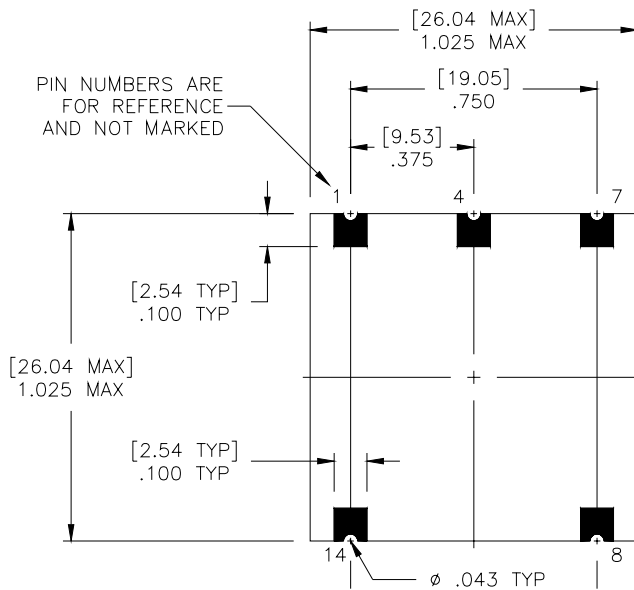 [26.04 MAX]
1.025 MAX
[19.05]
.750
PIN NUMBERS ARE
FOR REFERENCE
AND NOT MARKED
[9.53]
.375
1
4
7
[2.54 TYP]
.100 TYP
[26.04 MAX]
1.025 MAX
[2.54 TYP]
.100 TYP
14
8
ø .043 TYP